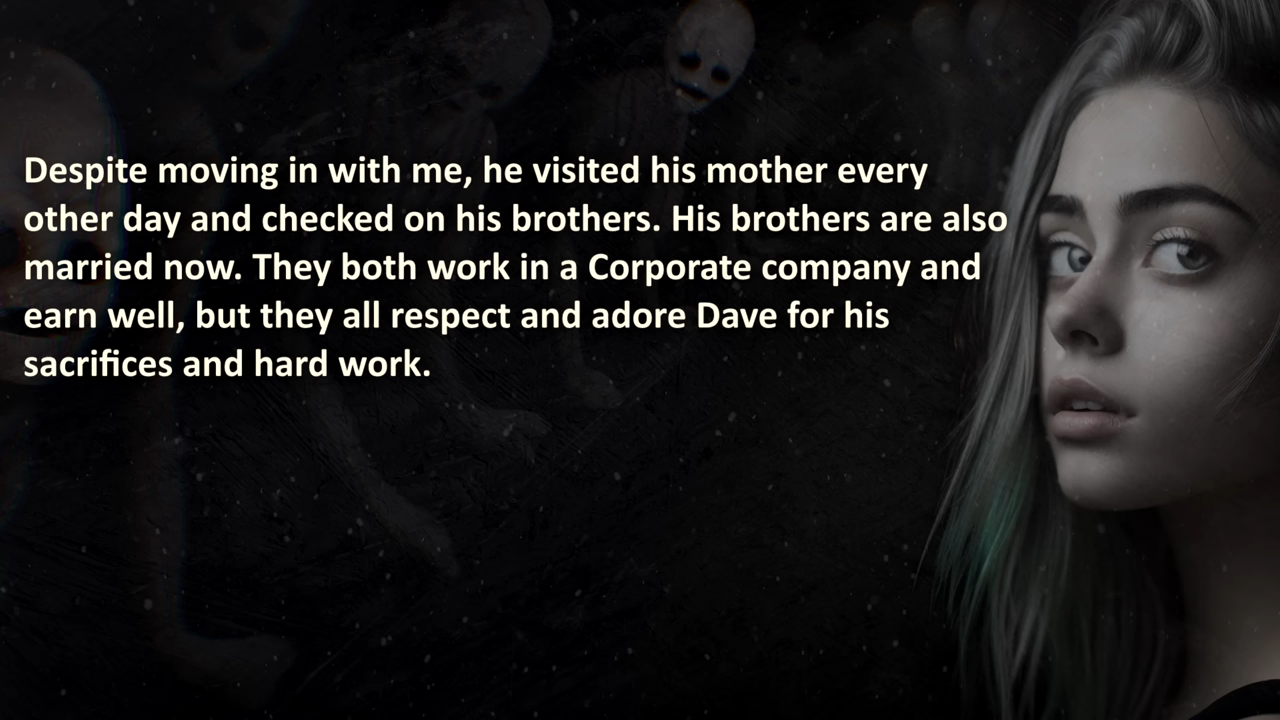 Despite moving in with me, he visited his mother every
other day and checked on his brothers. His brothers are also
married now. They both work in a Corporate company and
earn well, but they all respect and adore Dave for his
sacrifices and hard work.